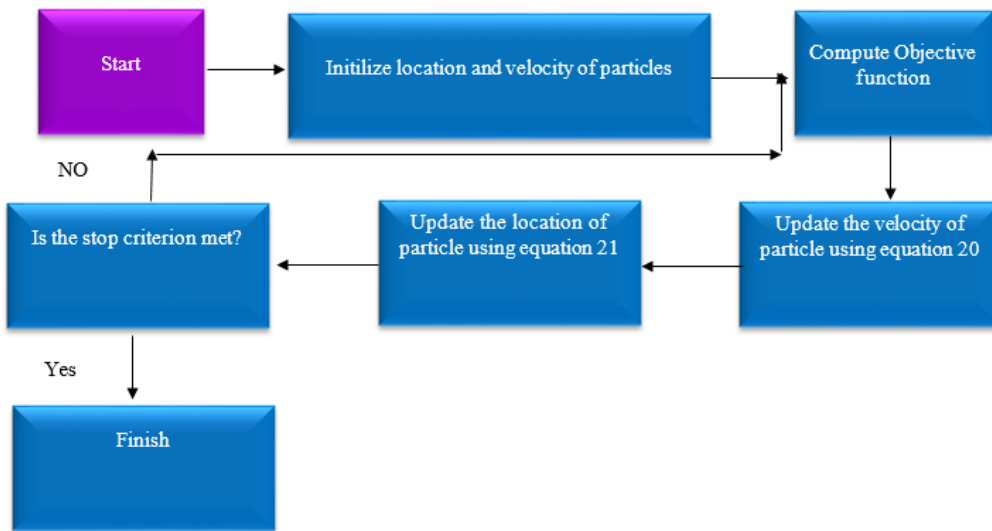 Start
Initilize location and velocity of particles
Compute Objective
function
NO
Is the stop criterion met?
Update the location of
particle using equation 21
Update the velocity of
particle using equation 20
Yes
Finish